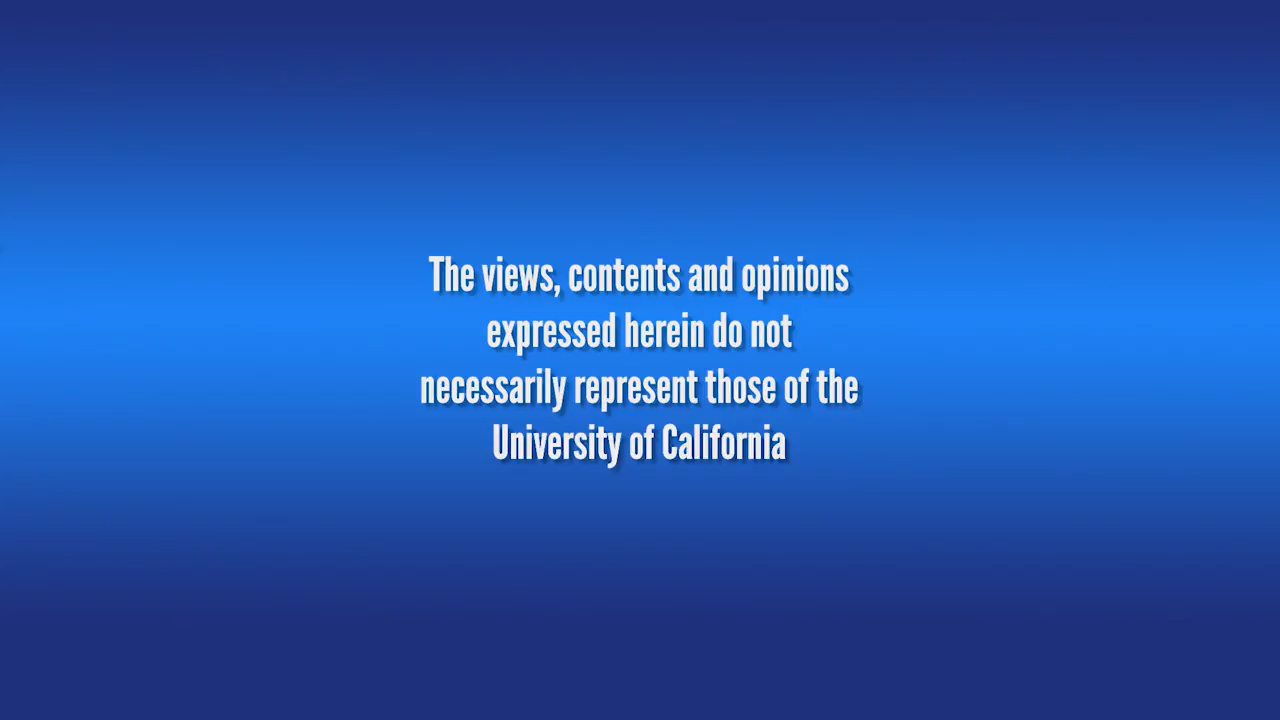 The views, contents and opinions
expressed herein do not
necessarily represent those of the
University of California